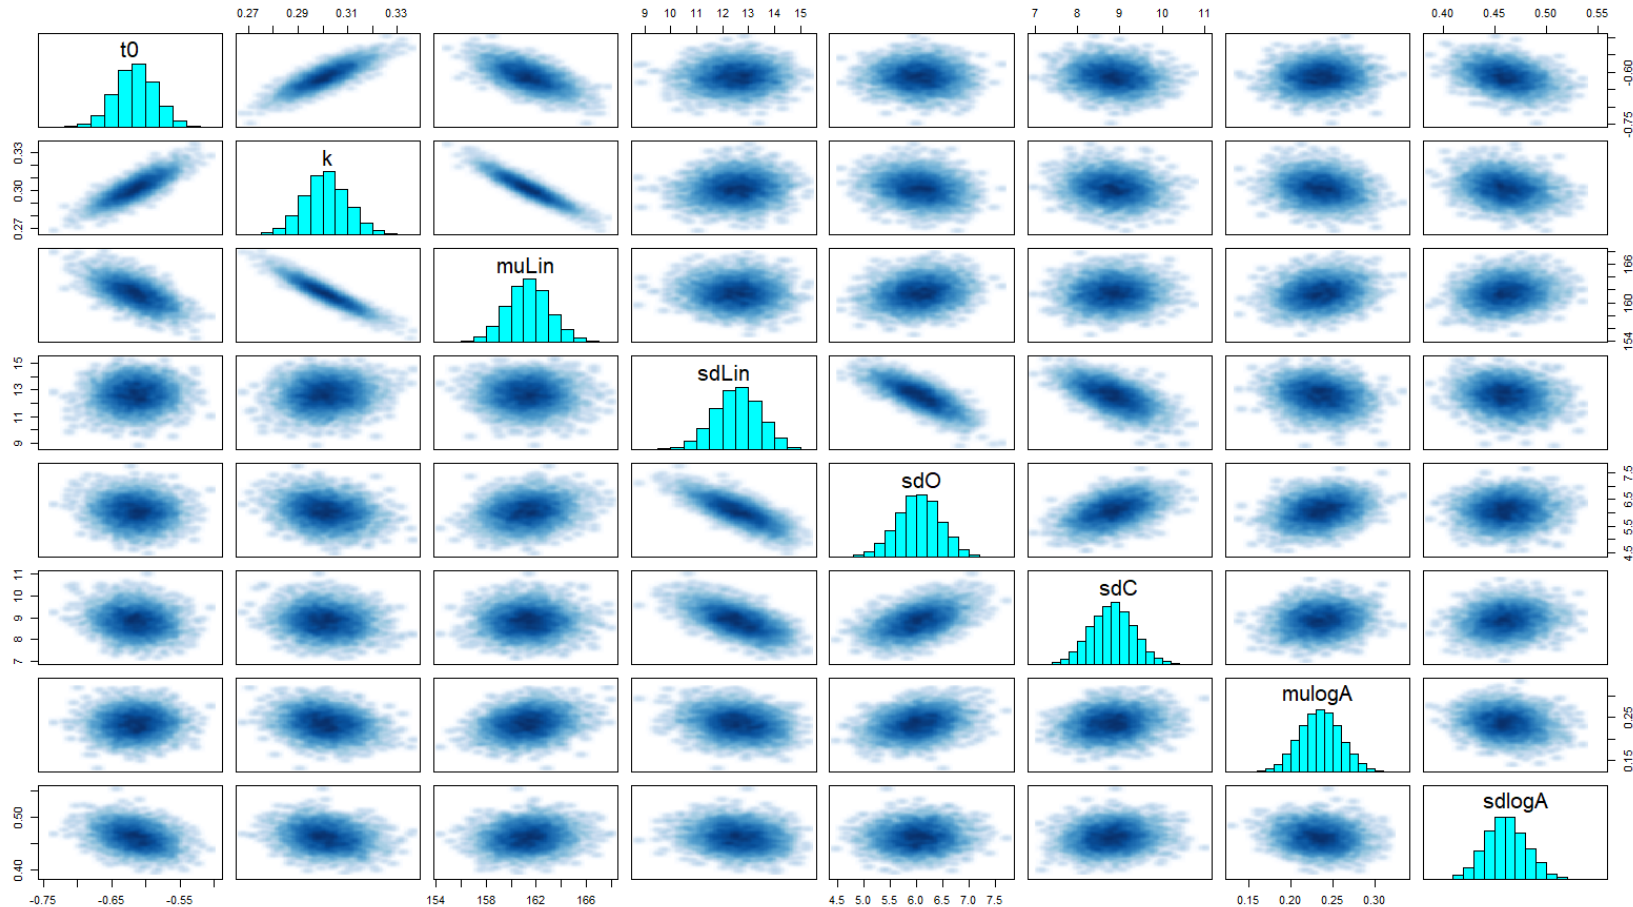 0.27 0.29 0.31 0.33 9 10 11 12 13 14 15 7 8 9 10 11 0.40 0.45 0.50 0.55
t0
-0.75 -0.60
k
0.27 0.30 0.33
muLin
154 160 166
sdLin
9 11 13 15
sdO
4.5 5.5 6.5 7.5
sdC
7 8 9 10 11
mulogA
0.15 0.25
sdlogA
0.40 0.50
-0.75 -0.65 -0.55 154 158 162 166 4.5 5.0 5.5 6.0 6.5 7.0 7.5 0.15 0.20 0.25 0.30